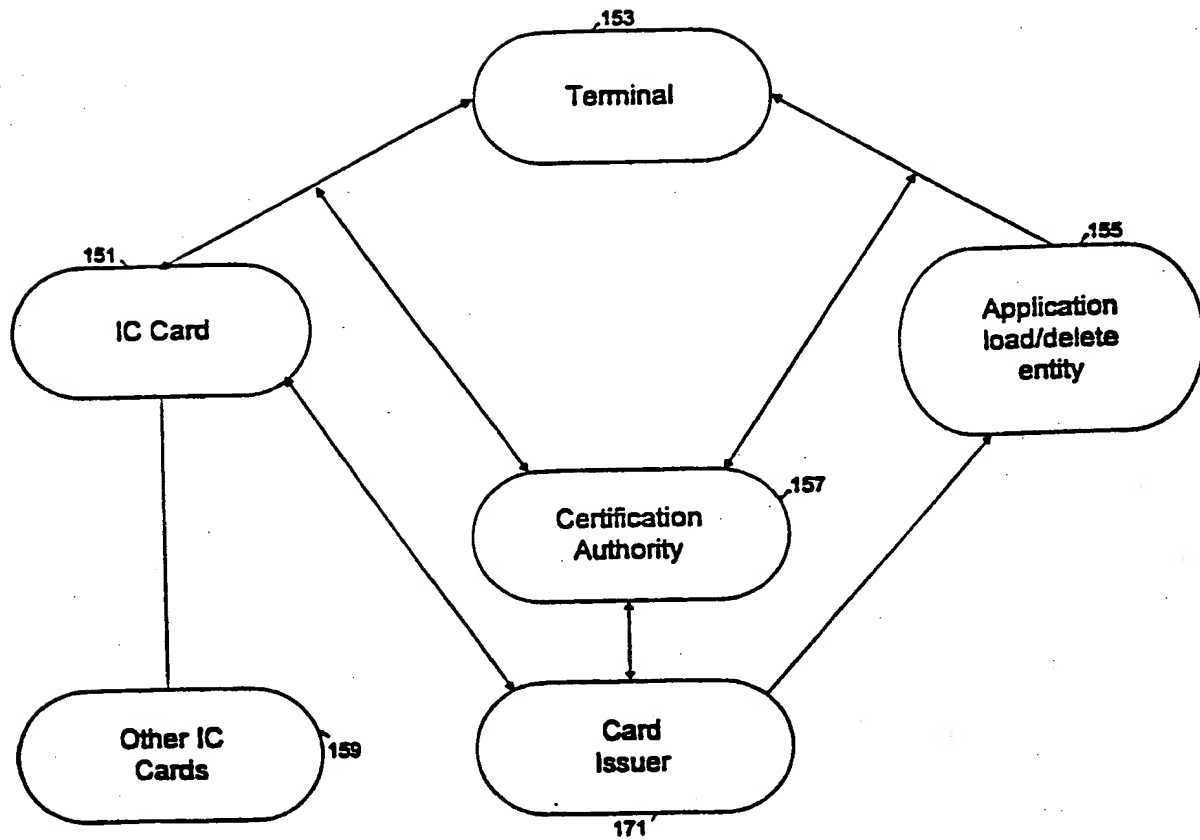 153
Terminal
151
IC Card
155
Application
load/delete
entity
157
Certification
Authority
Other IC
Cards
159
Card
Issuer
171